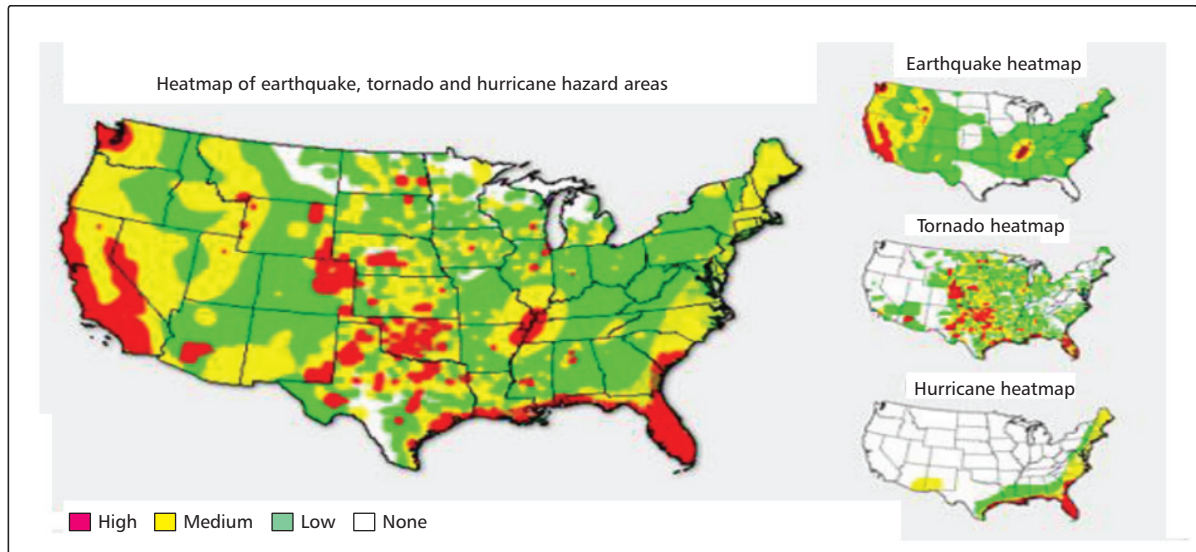 Heatmap of earthquake, tornado and hurricane hazard areas
Earthquake heatmap
Tornado heatmap
Hurricane heatmap
High
Medium
Low
None